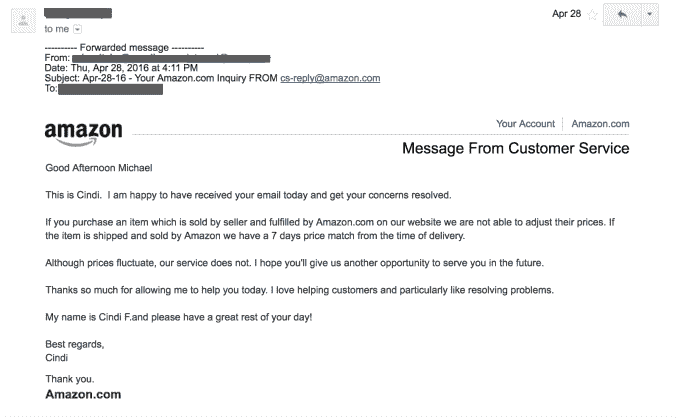 Apr 28
to me
---------- Forwarded message ----------
From:
Date: Thu, Apr 28, 2016 at 4:11 PM
Subject: Apr-28-16 - Your Amazon.com Inquiry FROM cs-reply@amazon.com
To:
amazon
Your Account Amazon.com
Message From Customer Service
Good Afternoon Michael
This is Cindi.  I am happy to have received your email today and get your concerns resolved.
If you purchase an item which is sold by seller and fulfilled by Amazon.com on our website we are not able to adjust their prices. If
the item is shipped and sold by Amazon we have a 7 days price match from the time of delivery.
Although prices fluctuate, our service does not. I hope you'll give us another opportunity to serve you in the future.
Thanks so much for allowing me to help you today. I love helping customers and particularly like resolving problems.
My name is Cindi F.and please have a great rest of your day!
Best regards,
Cindi
Thank you.
Amazon.com